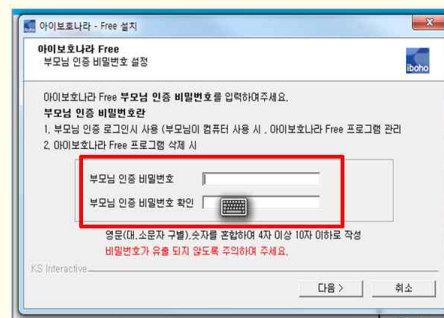 아이보호나라 - Free 설치
아이보호나라 Free
부모님 인증 비밀번호 설정
iboho
아이보호나라 Free 부모님 인증 비밀번호를 입력하여주세요.
부모님 인증 비밀번호란
1. 부모님 인증 로그인시 사용 (부모님이 컴퓨터 사용 시 , 아이보호나라 Free 프로그램 관리
2. 아이보호나라 Free 프로그램 삭제 시
부모님 인증 비밀번호
부모님 인증 비밀번호 확인
영문(대,소문자 구별),숫자를 혼합하여 4자 이상 10자 이하로 작성
비밀번호가 유출 되지 않도록 주의하여 주세요.
KS Interactive
다음 >
취소